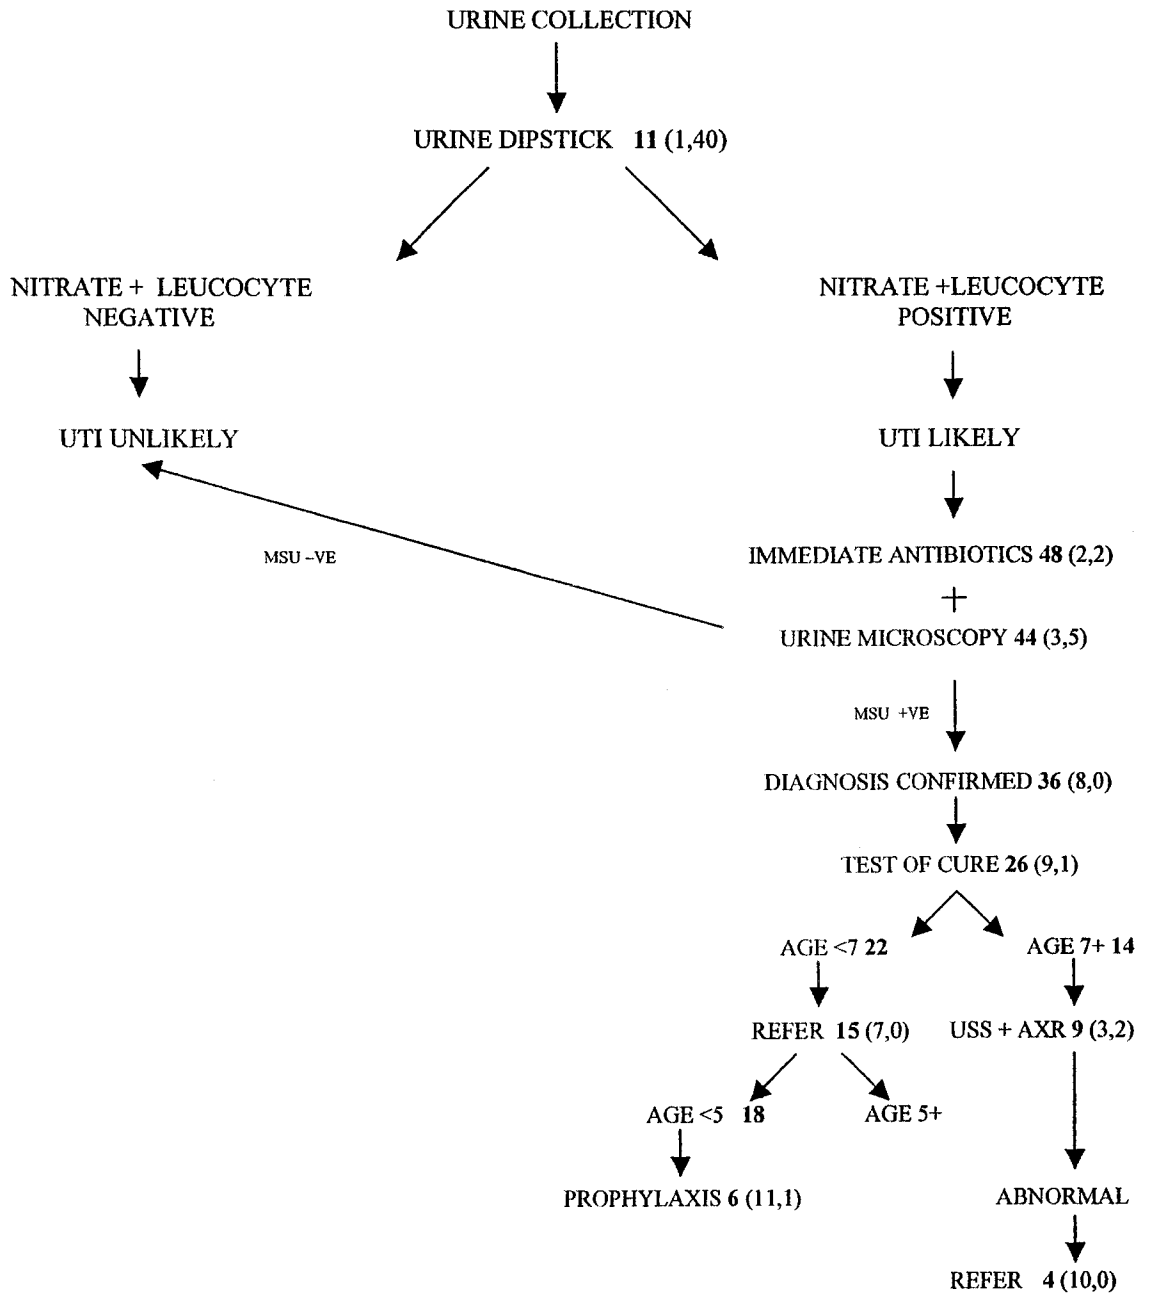 URINE COLLECTION
URINE DIPSTICK 11 (1,40)
NITRATE + LEUCOCYTE
NEGATIVE
NITRATE +LEUCOCYTE
POSITIVE
UTI UNLIKELY
UTI LIKELY
MSU –VE
IMMEDIATE ANTIBIOTICS 48 (2,2)
+
URINE MICROSCOPY 44 (3,5)
MSU +VE
DIAGNOSIS CONFIRMED 36 (8,0)
TEST OF CURE 26 (9,1)
AGE <7 22
AGE 7+ 14
REFER 15 (7,0)
USS + AXR 9 (3,2)
AGE <5 18
AGE 5+
PROPHYLAXIS 6 (11,1)
ABNORMAL
REFER 4 (10,0)